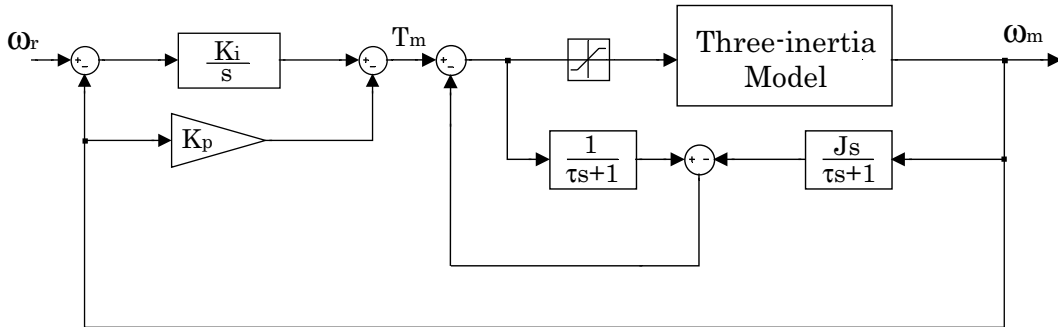 ωr
+
-
Ki
s
+
-
Tm
+
-
Three-inertia
Model
ωm
Kp
1
τs+1
+
-
Js
τs+1